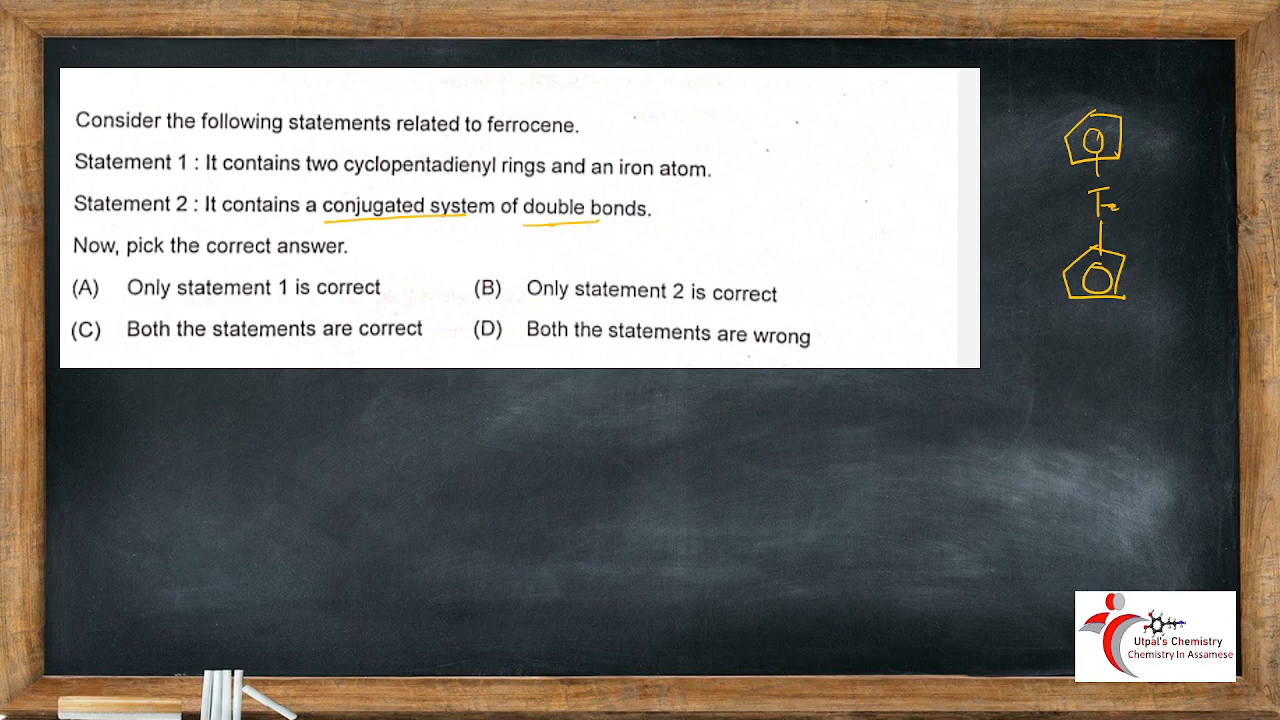 Consider the following statements related to ferrocene.
Statement 1 : It contains two cyclopentadienyl rings and an iron atom.
Statement 2 : It contains a conjugated system of double bonds.
Now, pick the correct answer.
(A) Only statement 1 is correct (B) Only statement 2 is correct
(C) Both the statements are correct (D) Both the statements are wrong
Fe
Utpal's Chemistry
Chemistry In Assamese